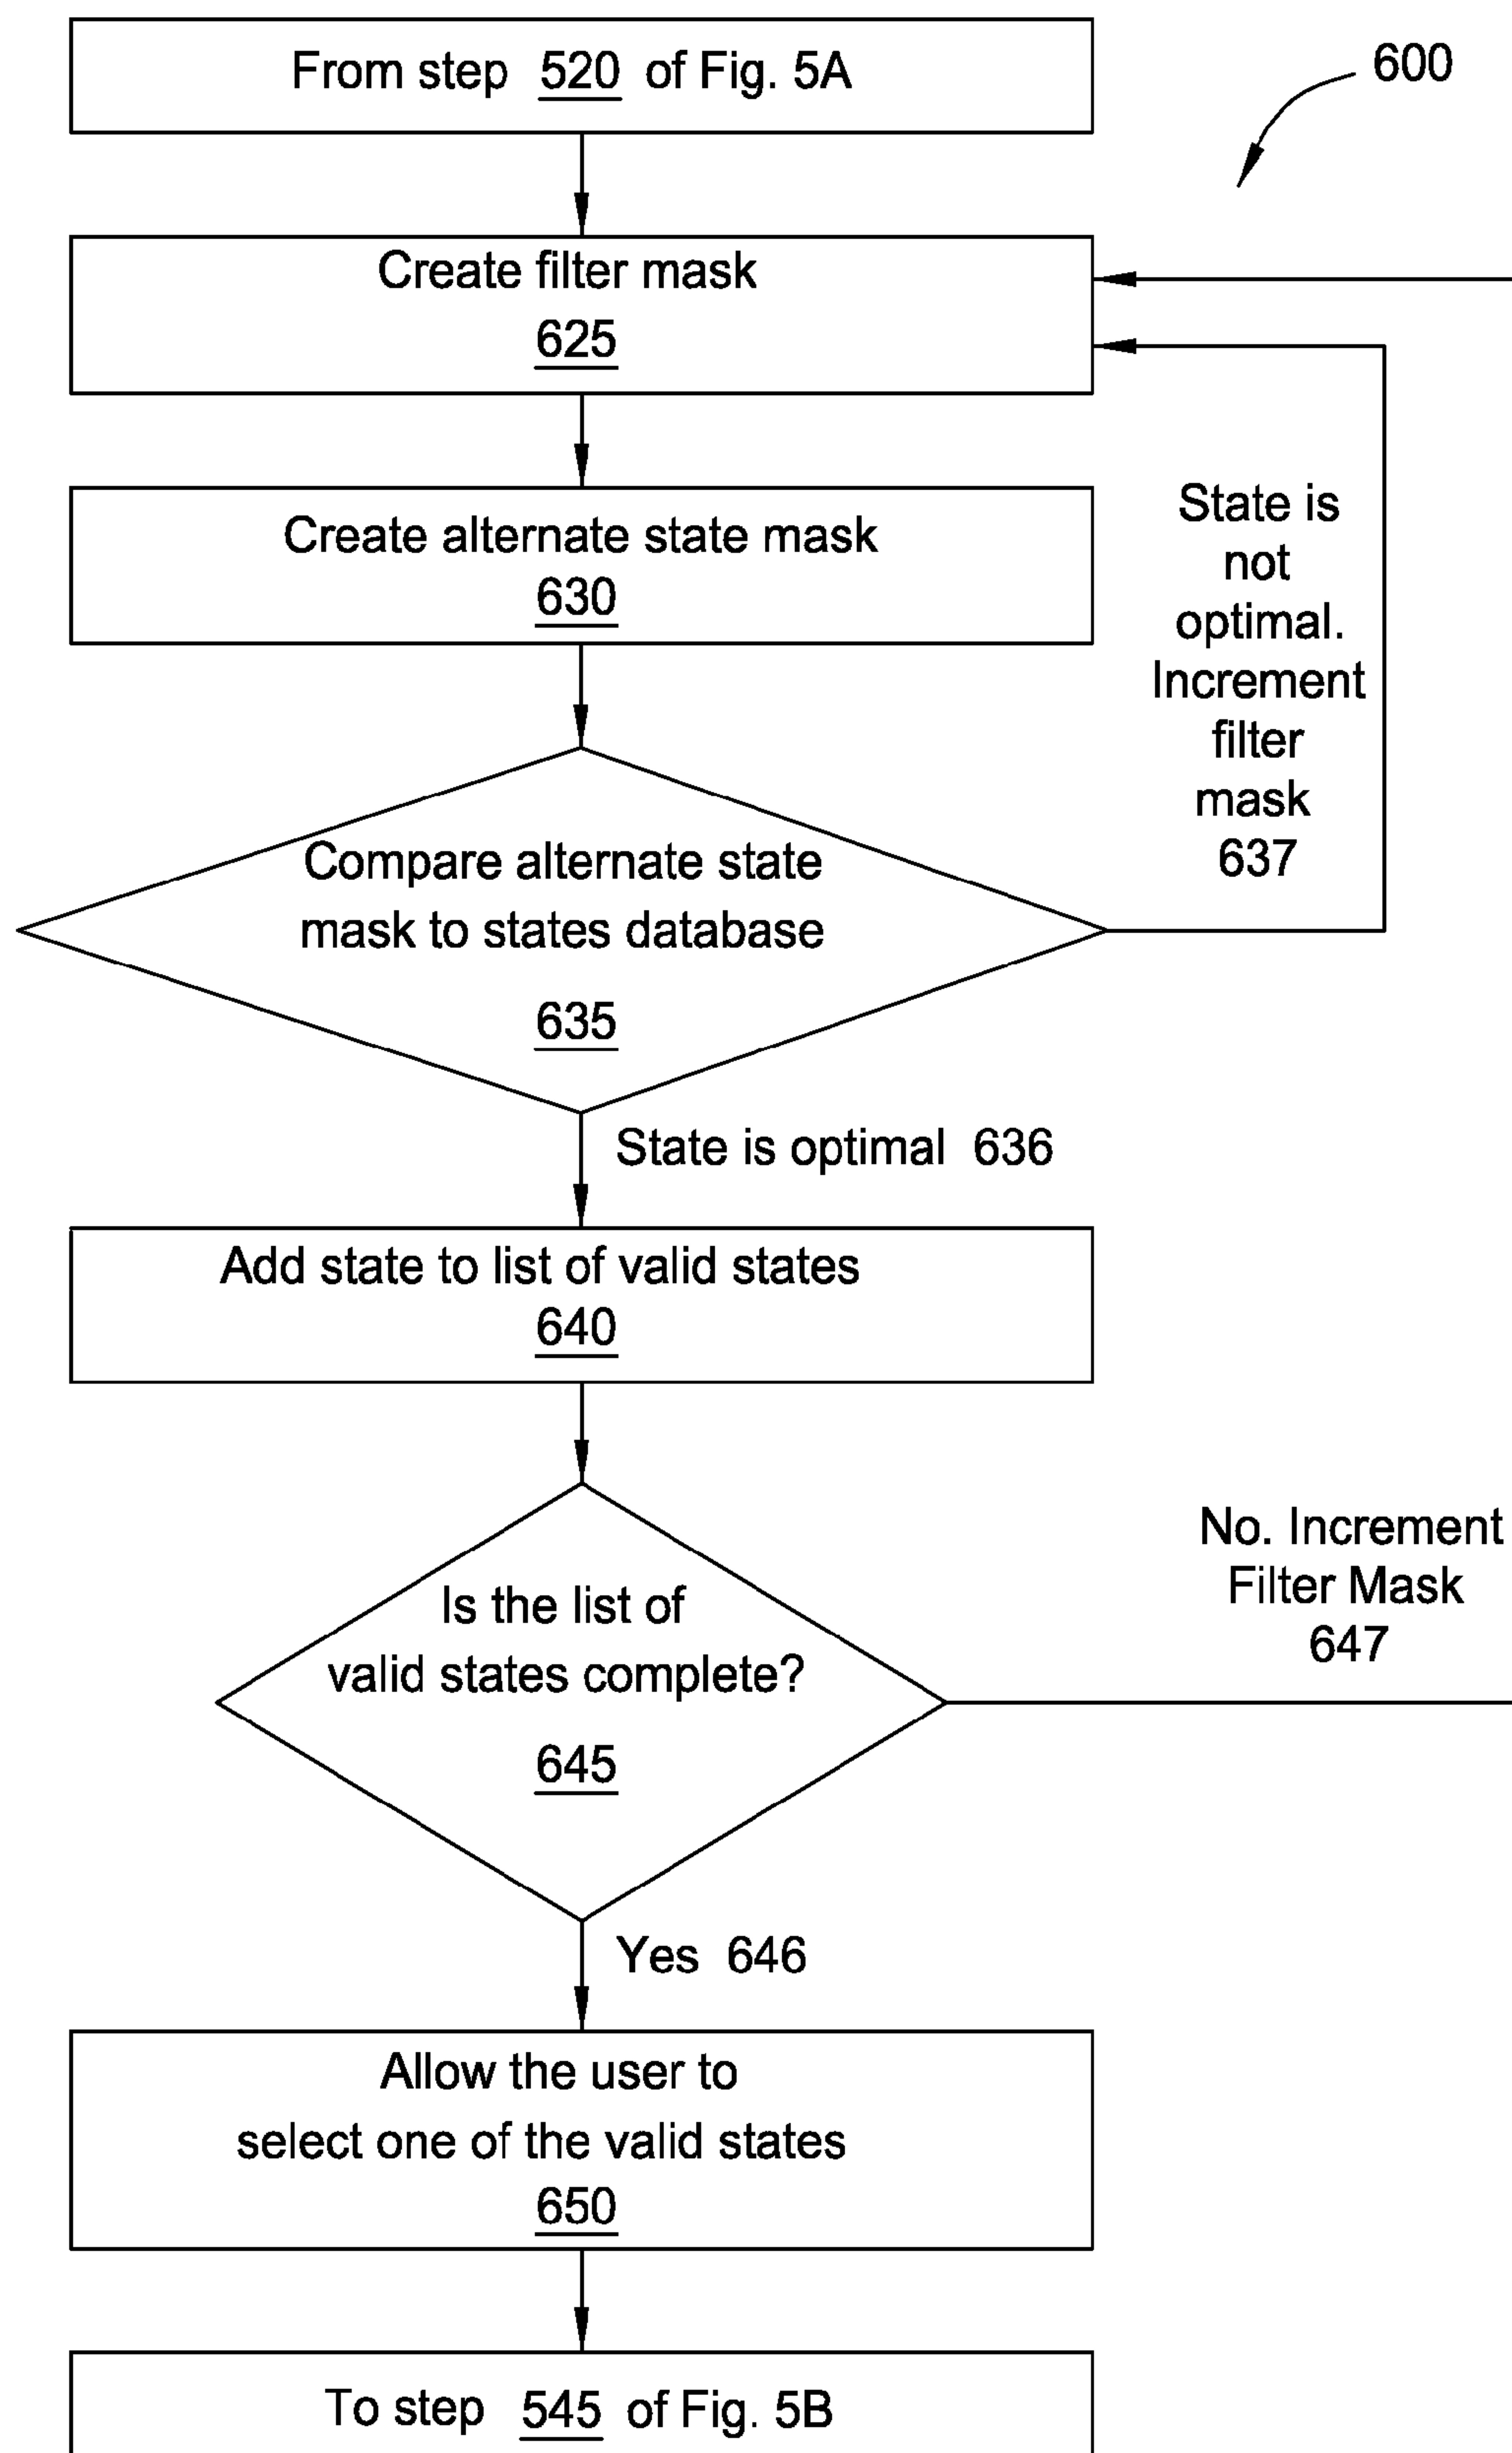 From step 520 of Fig. 5A
600
Create filter mask
625
Create alternate state mask
630
State is
not
optimal.
Increment
filter
mask
637
Compare alternate state
mask to states database
635
State is optimal 636
Add state to list of valid states
640
Is the list of
valid states complete?
645
No. Increment
Filter Mask
647
Yes 646
Allow the user to
select one of the valid states
650
To step 545 of Fig. 5B